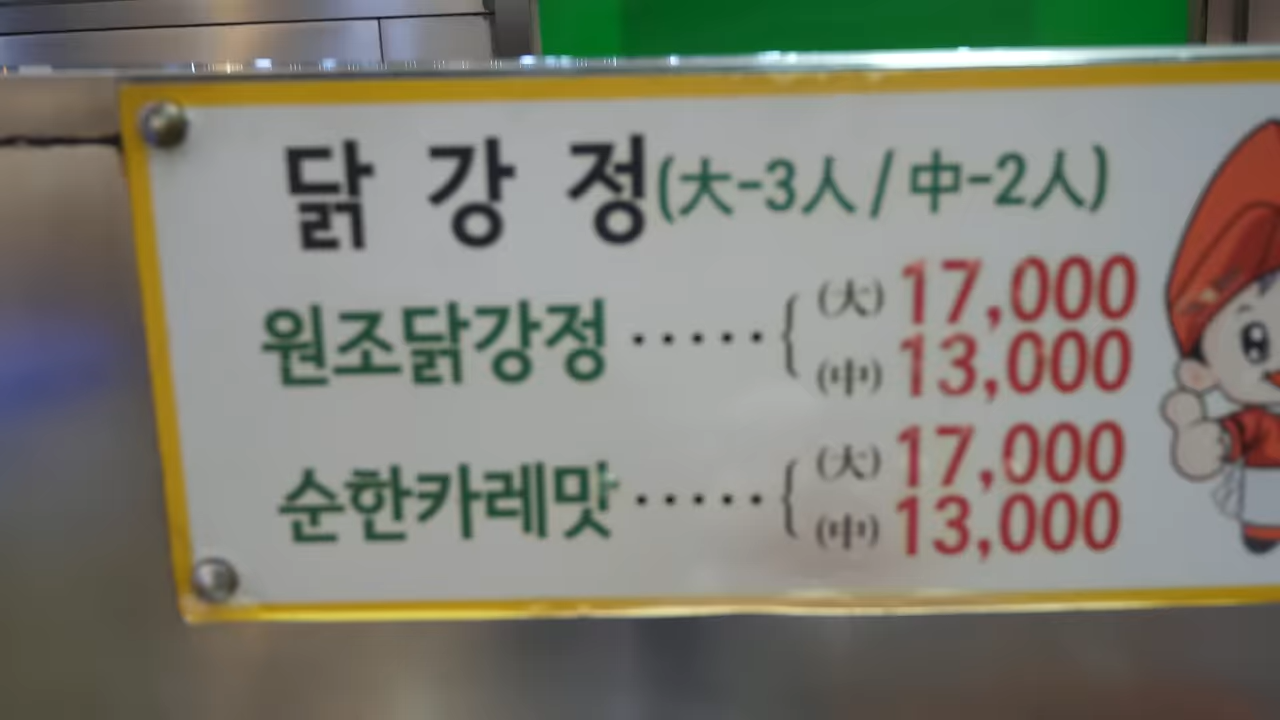 닭 강 정(大-3人/中-2人)
원조닭강정 ····· (大) 17,000
(中) 13,000
순한카레맛 ····· (大) 17,000
(中) 13,000